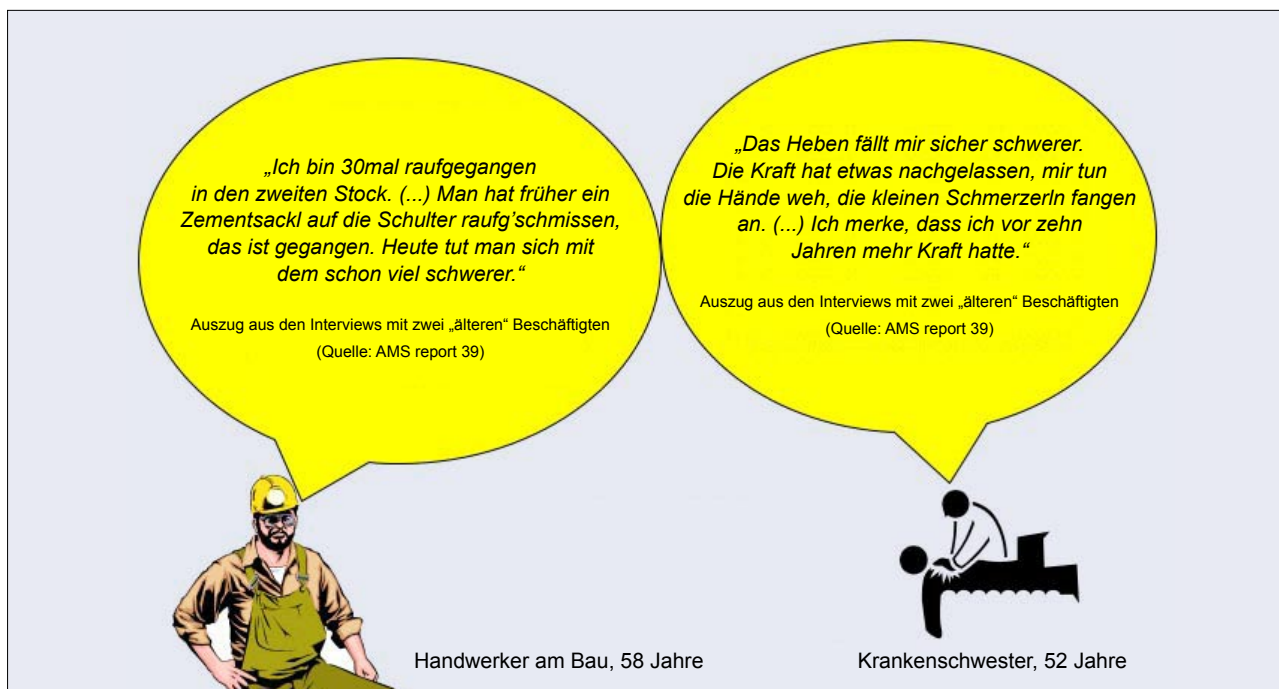 „Ich bin 30mal raufgegangen
in den zweiten Stock. (...) Man hat früher ein
Zementsackl auf die Schulter raufg’schmissen,
das ist gegangen. Heute tut man sich mit
dem schon viel schwerer.“
Auszug aus den Interviews mit zwei „älteren“ Beschäftigten
(Quelle: AMS report 39)
„Das Heben fällt mir sicher schwerer.
Die Kraft hat etwas nachgelassen, mir tun
die Hände weh, die kleinen Schmerzerln fangen
an. (...) Ich merke, dass ich vor zehn
Jahren mehr Kraft hatte.“
Auszug aus den Interviews mit zwei „älteren“ Beschäftigten
(Quelle: AMS report 39)
Handwerker am Bau, 58 Jahre
Krankenschwester, 52 Jahre